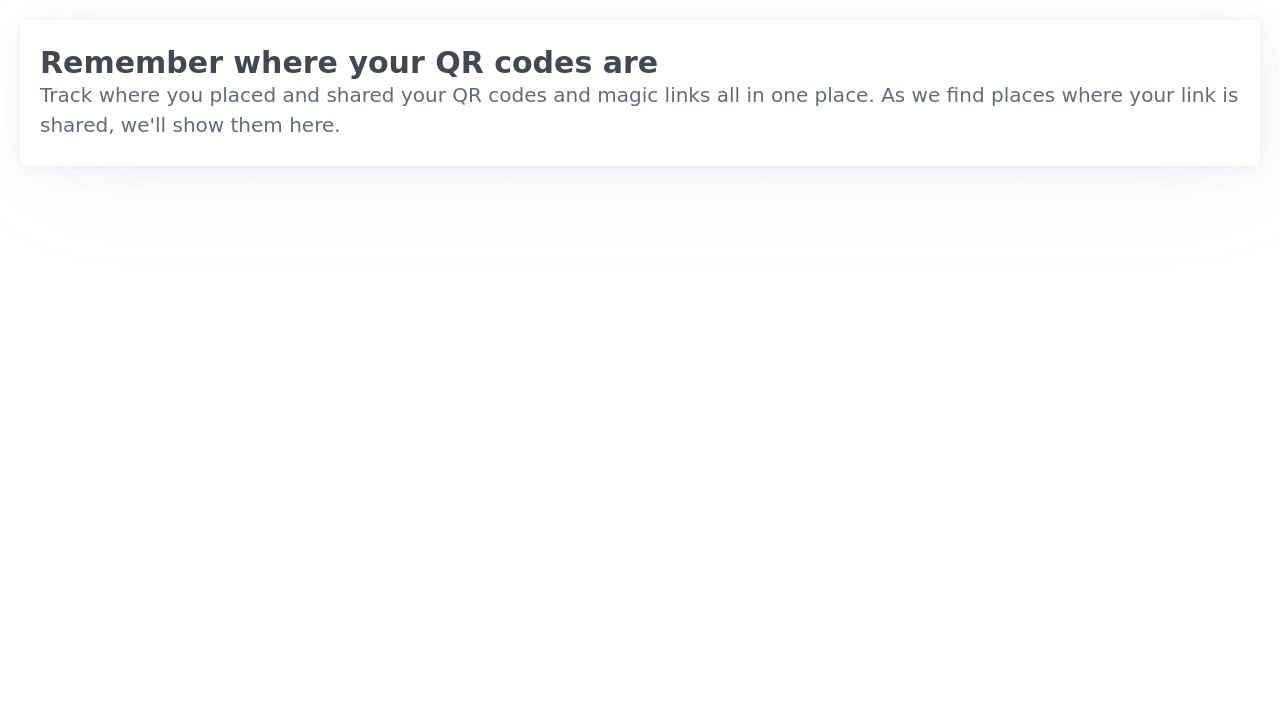 Remember where your QR codes are
Track where you placed and shared your QR codes and magic links all in one place. As we find places where your link is
shared, we'll show them here.